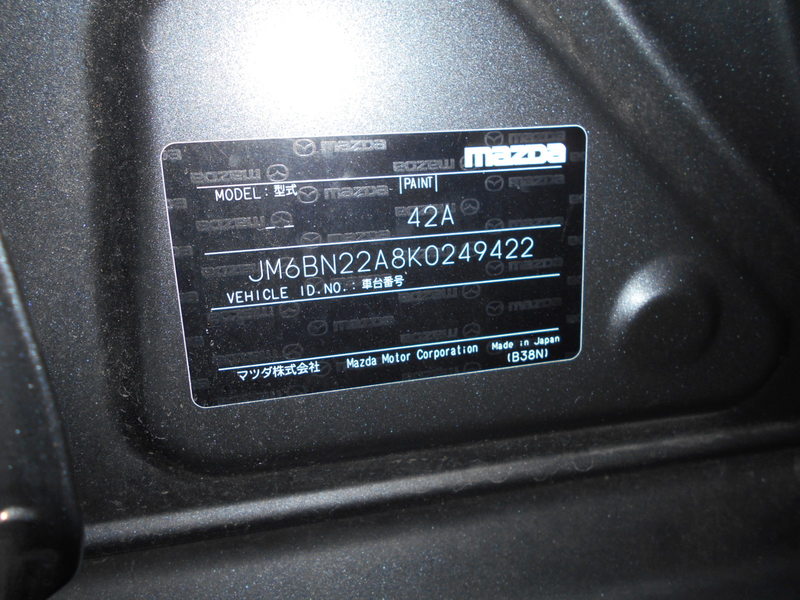 mazda
MODEL:型式 PAINT
-- 42A
JM6BN22A8K0249422
VEHICLE ID.NO.:車台番号
マツダ株式会社 Mazda Motor Corporation Made in Japan
(B38N)